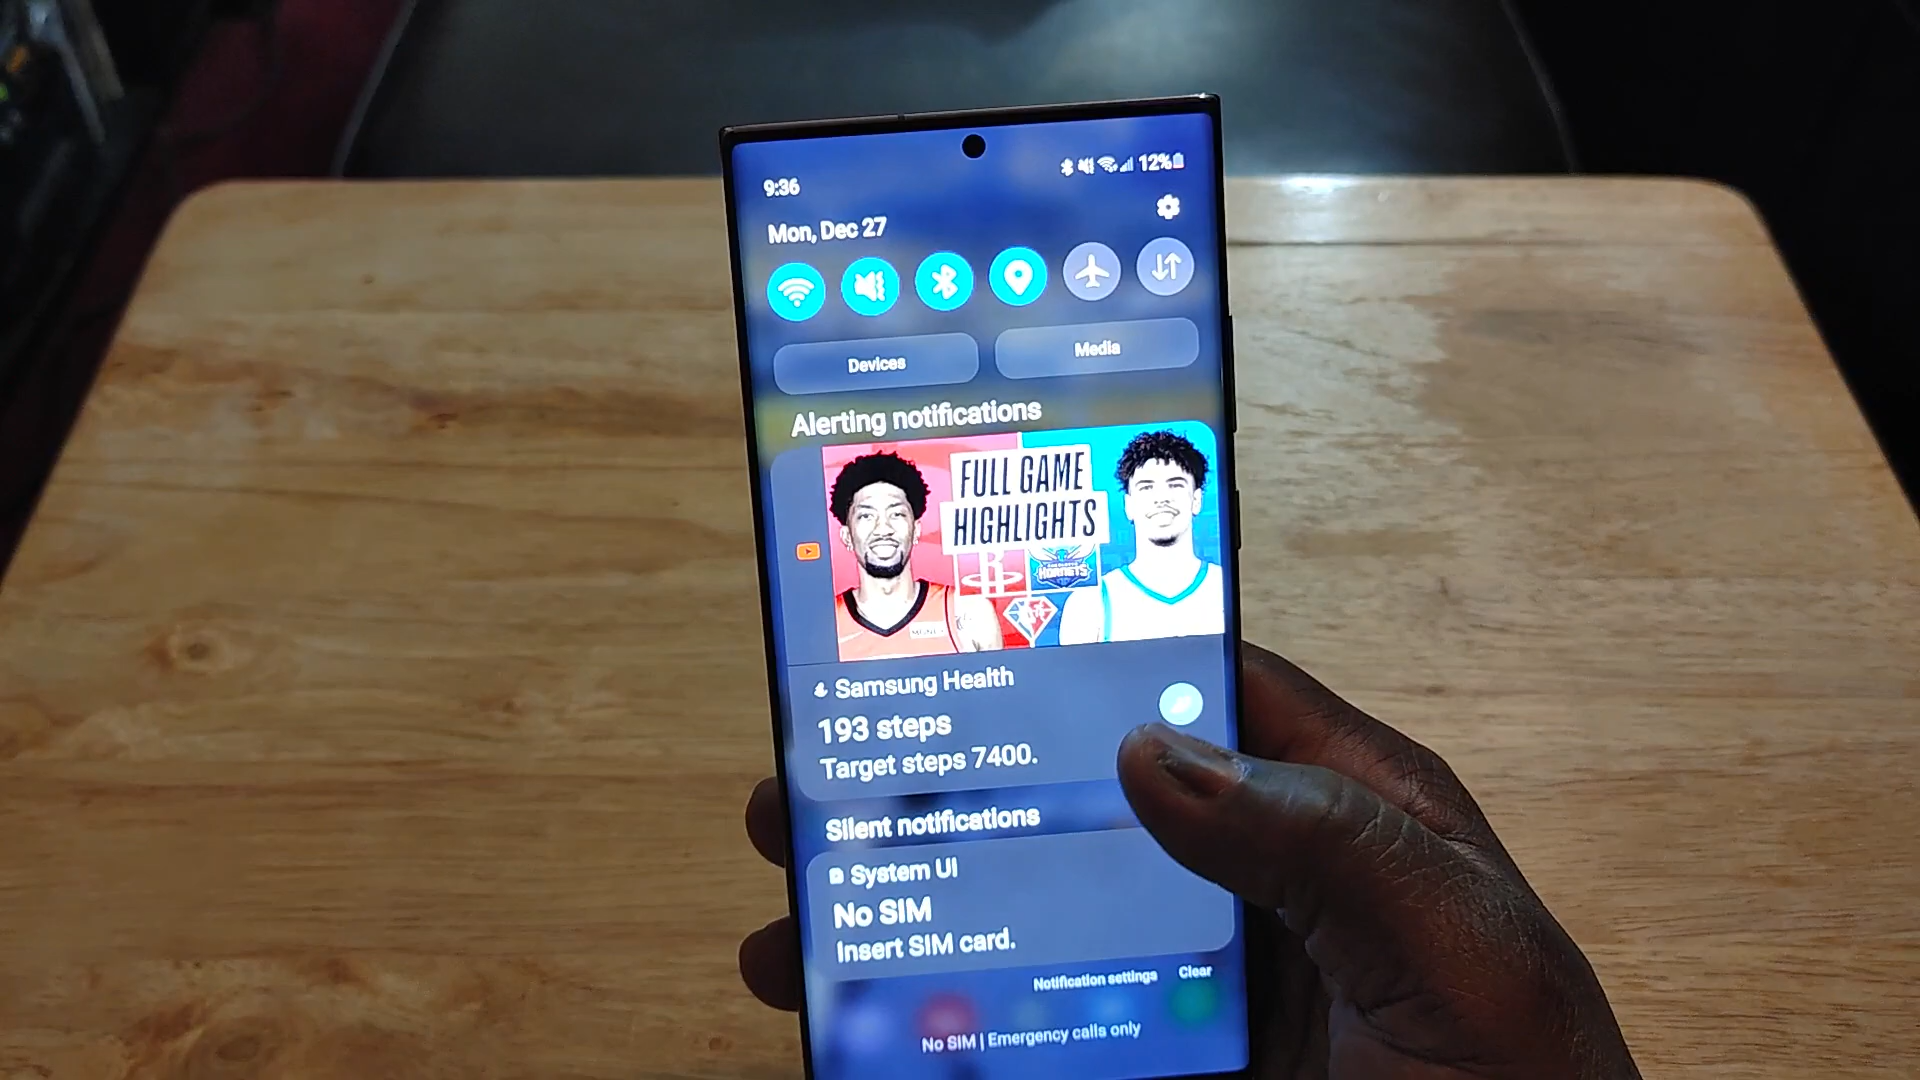 9:36
12%
Mon, Dec 27
Devices
Media
Alerting notifications
FULL GAME
HIGHLIGHTS
HORNETS
Samsung Health
193 steps
Target steps 7400.
Silent notifications
System UI
No SIM
Insert SIM card.
Notification settings
Clear
No SIM | Emergency calls only